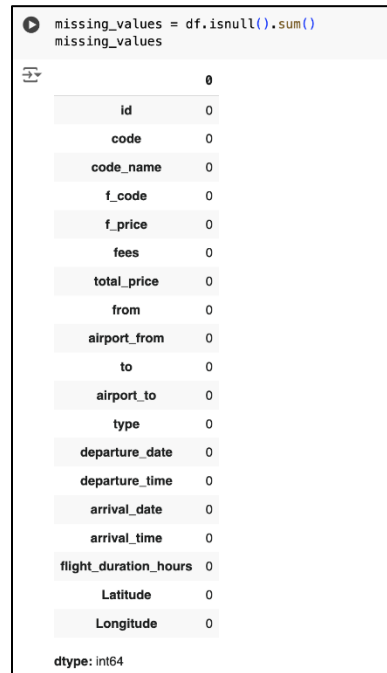 missing_values = df.isnull().sum()
missing_values
0
id 0
code 0
code_name 0
f_code 0
f_price 0
fees 0
total_price 0
from 0
airport_from 0
to 0
airport_to 0
type 0
departure_date 0
departure_time 0
arrival_date 0
arrival_time 0
flight_duration_hours 0
Latitude 0
Longitude 0
dtype: int64